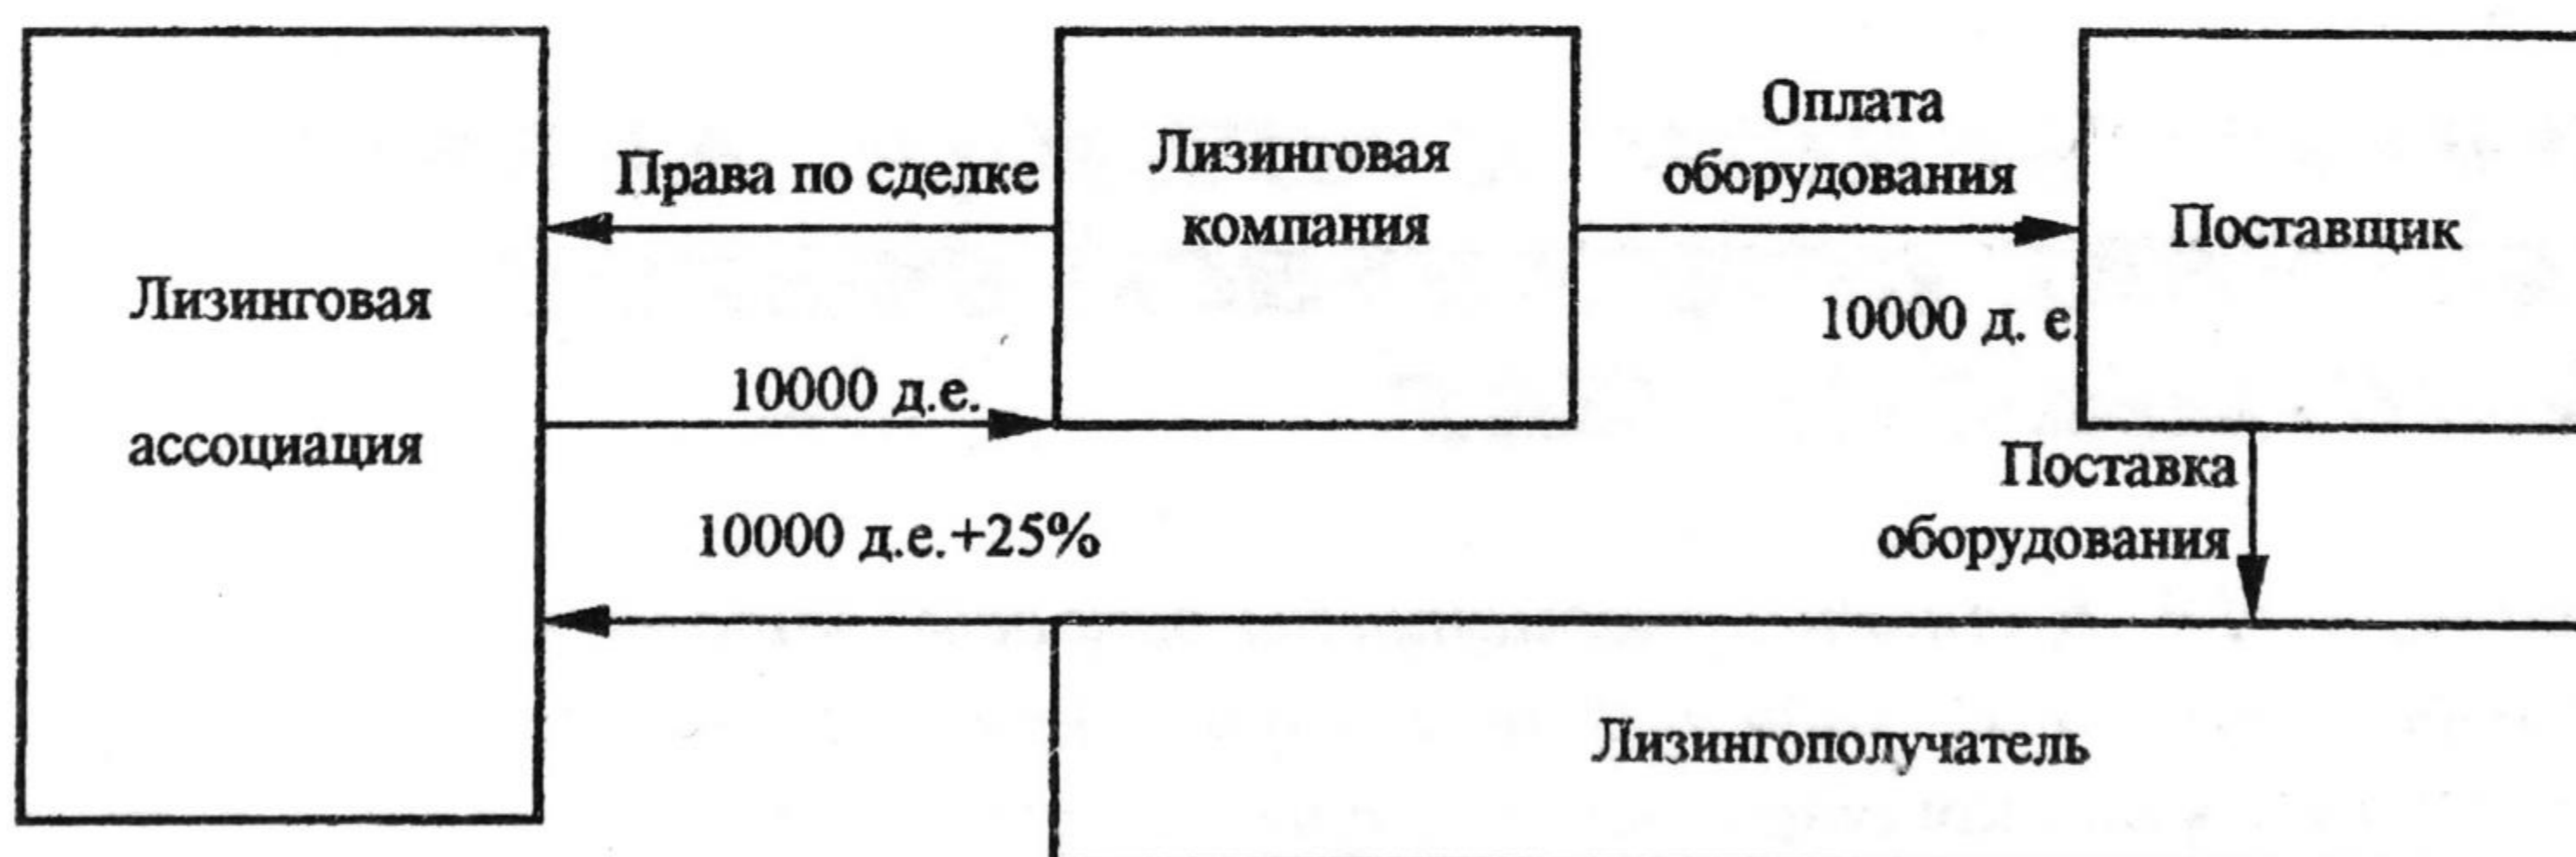 Лизинговая
ассоциация
Права по сделке
10000 д.е.
10000 д.е.+25%
Лизинговая
компания
Оплата
оборудования
10000 д. е
Поставщик
Поставка
оборудования
Лизингополучатель